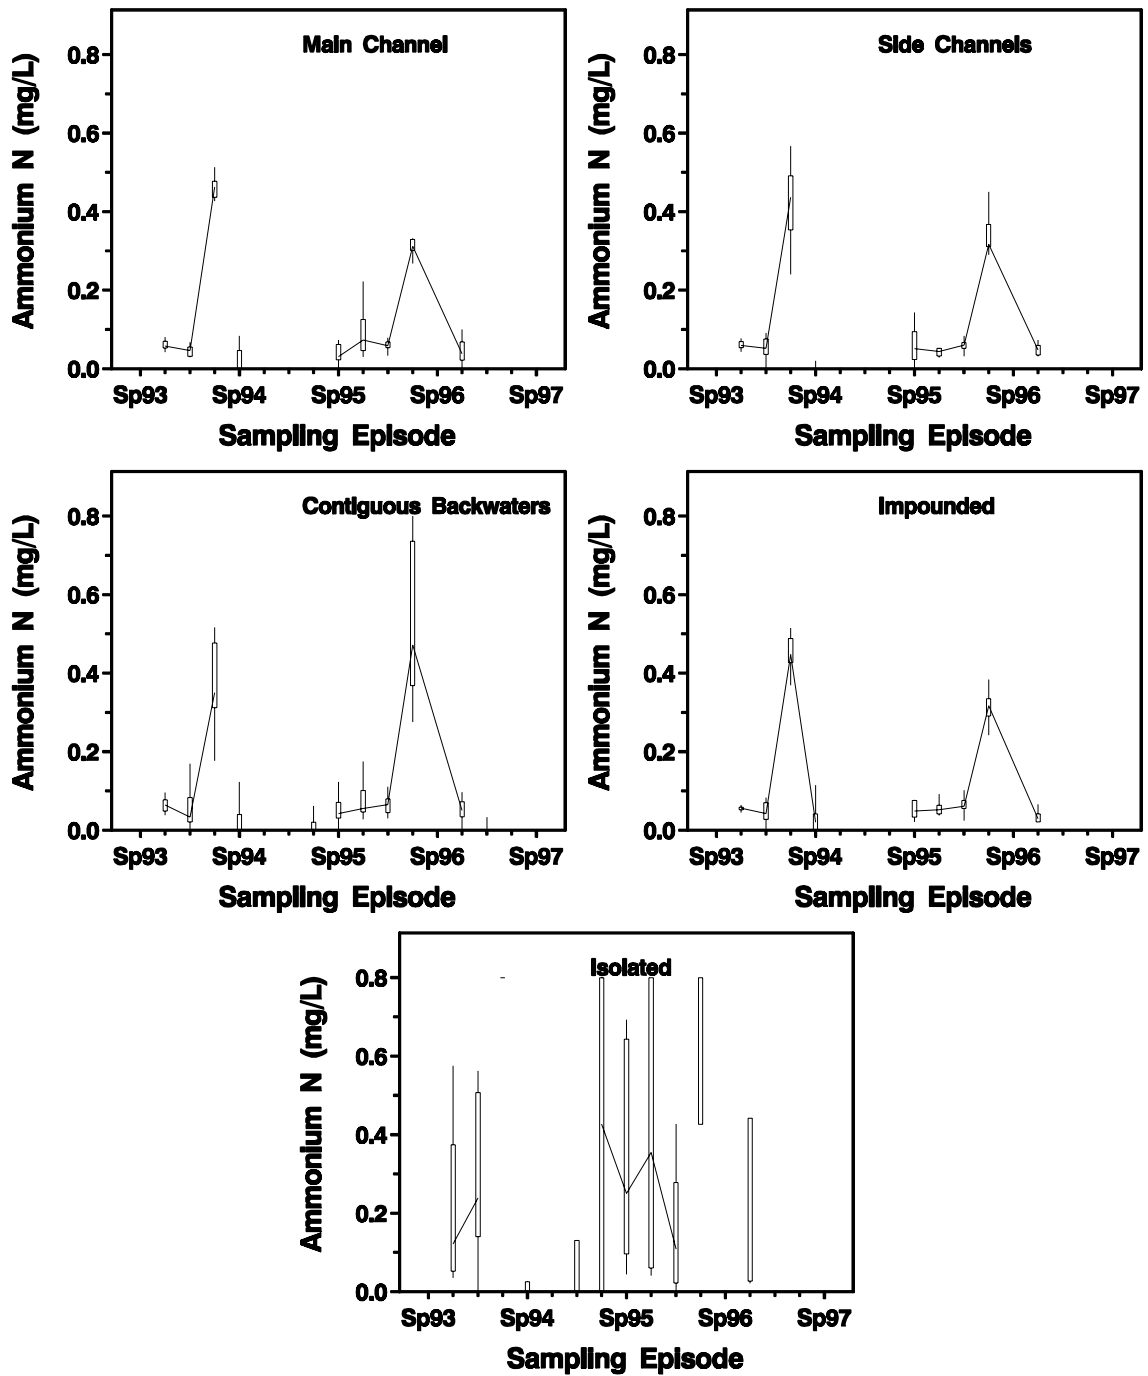 Main Channel
Ammonium N (mg/L)
0.8
0.6
0.4
0.2
0.0
Sp93 Sp94 Sp95 Sp96 Sp97
Sampling Episode
Side Channels
Ammonium N (mg/L)
0.8
0.6
0.4
0.2
0.0
Sp93 Sp94 Sp95 Sp96 Sp97
Sampling Episode
Contiguous Backwaters
Ammonium N (mg/L)
0.8
0.6
0.4
0.2
0.0
Sp93 Sp94 Sp95 Sp96 Sp97
Sampling Episode
Impounded
Ammonium N (mg/L)
0.8
0.6
0.4
0.2
0.0
Sp93 Sp94 Sp95 Sp96 Sp97
Sampling Episode
Isolated
Ammonium N (mg/L)
0.8
0.6
0.4
0.2
0.0
Sp93 Sp94 Sp95 Sp96 Sp97
Sampling Episode